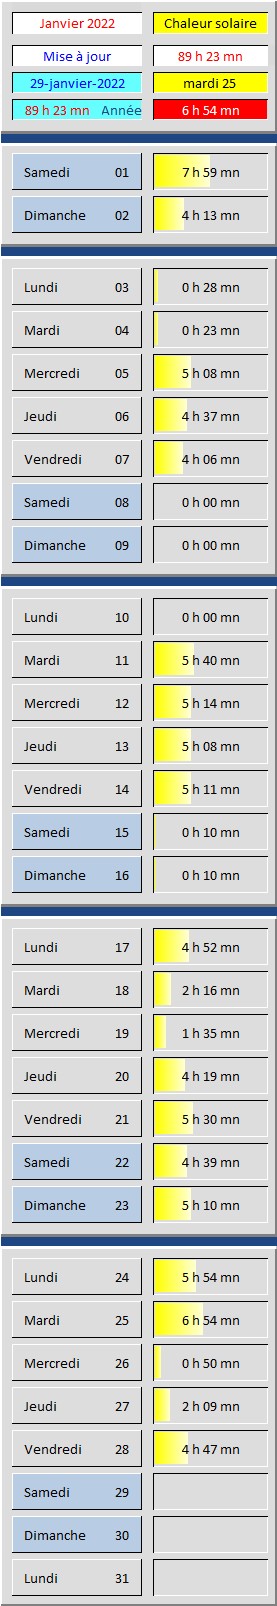 Janvier 2022 Chaleur solaire
Mise à jour 89 h 23 mn
29-janvier-2022 mardi 25
89 h 23 mn Année 6 h 54 mn
Samedi 01 7 h 59 mn
Dimanche 02 4 h 13 mn
Lundi 03 0 h 28 mn
Mardi 04 0 h 23 mn
Mercredi 05 5 h 08 mn
Jeudi 06 4 h 37 mn
Vendredi 07 4 h 06 mn
Samedi 08 0 h 00 mn
Dimanche 09 0 h 00 mn
Lundi 10 0 h 00 mn
Mardi 11 5 h 40 mn
Mercredi 12 5 h 14 mn
Jeudi 13 5 h 08 mn
Vendredi 14 5 h 11 mn
Samedi 15 0 h 10 mn
Dimanche 16 0 h 10 mn
Lundi 17 4 h 52 mn
Mardi 18 2 h 16 mn
Mercredi 19 1 h 35 mn
Jeudi 20 4 h 19 mn
Vendredi 21 5 h 30 mn
Samedi 22 4 h 39 mn
Dimanche 23 5 h 10 mn
Lundi 24 5 h 54 mn
Mardi 25 6 h 54 mn
Mercredi 26 0 h 50 mn
Jeudi 27 2 h 09 mn
Vendredi 28 4 h 47 mn
Samedi 29
Dimanche 30
Lundi 31